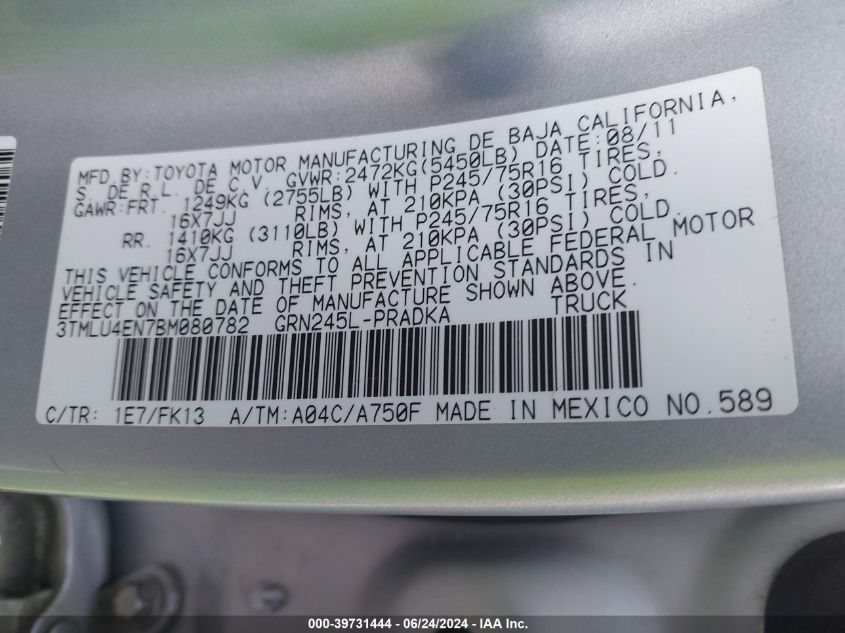 MFD. BY: TOYOTA MOTOR MANUFACTURING DE BAJA CALIFORNIA,
S. DE R.L. DE C.V. GVWR: 2472KG(5450LB) DATE: 08/11
GAWR: FRT. 1249KG (2755LB) WITH P245/75R16 TIRES,
16X7JJ RIMS, AT 210KPA (30PSI) COLD.
RR. 1410KG (3110LB) WITH P245/75R16 TIRES,
16X7JJ RIMS, AT 210KPA (30PSI) COLD.
THIS VEHICLE CONFORMS TO ALL APPLICABLE FEDERAL MOTOR
VEHICLE SAFETY AND THEFT PREVENTION STANDARDS IN
EFFECT ON THE DATE OF MANUFACTURE SHOWN ABOVE.
3TMLU4EN7BM080782 GRN245L-PRADKA TRUCK
C/TR: 1E7/FK13 A/TM: A04C/A750F MADE IN MEXICO NO. 589
000-39731444 - 06/24/2024 - IAA Inc.